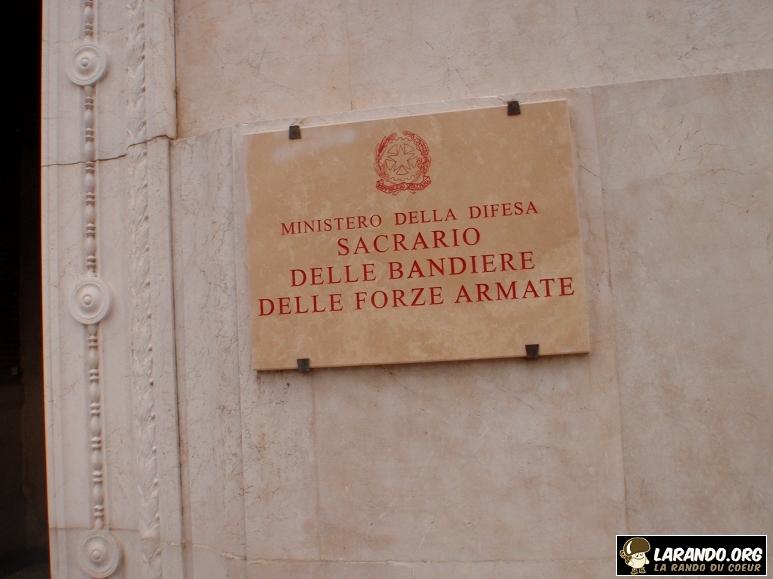 MINISTERO DELLA DIFESA
SACRARIO
DELLE BANDIERE
DELLE FORZE ARMATE
LARANDO.ORG
LA RANDO DU COEUR